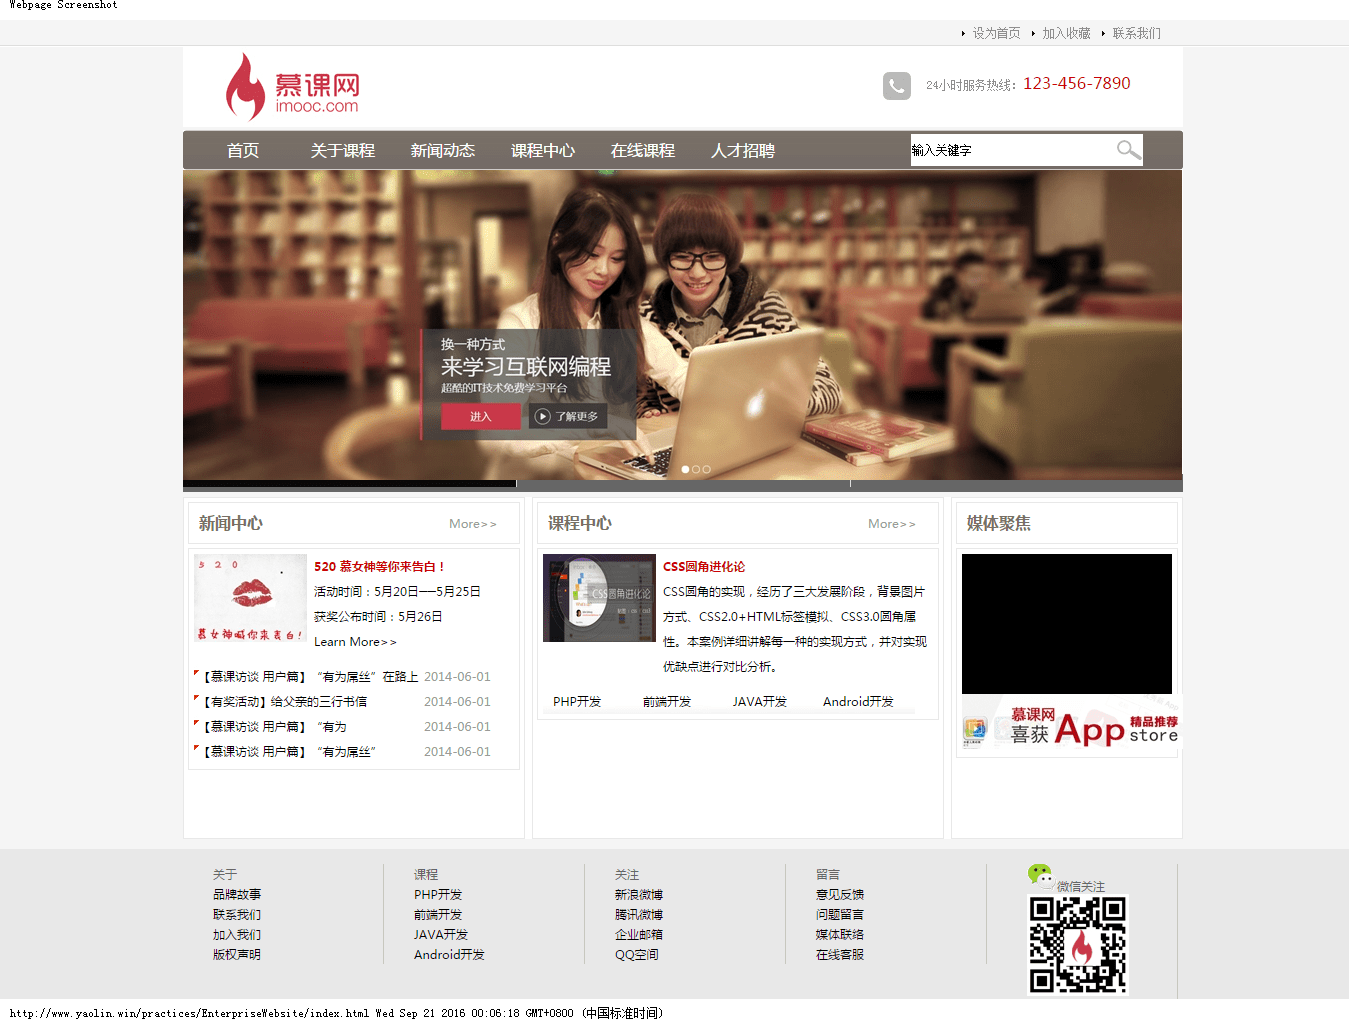 Webpage Screenshot
设为首页 加入收藏 联系我们
慕课网
imooc.com
24小时服务热线: 123-456-7890
首页 关于课程 新闻动态 课程中心 在线课程 人才招聘 输入关键字
换一种方式
来学习互联网编程
超酷的IT技术免费学习平台
进入 了解更多
新闻中心 More>>
5 2 0
慕女神喊你来表白!
520 慕女神等你来告白！
活动时间：5月20日——5月25日
获奖公布时间：5月26日
Learn More>>
【慕课访谈 用户篇】“有为屌丝”在路上 2014-06-01
【有奖活动】给父亲的三行书信 2014-06-01
【慕课访谈 用户篇】“有为 2014-06-01
【慕课访谈 用户篇】“有为屌丝” 2014-06-01
课程中心 More>>
CSS圆角进化论
CSS圆角进化论
CSS圆角的实现，经历了三大发展阶段，背景图片
方式、CSS2.0+HTML标签模拟、CSS3.0圆角属
性。本案例详细讲解每一种的实现方式，并对实现
优缺点进行对比分析。
PHP开发 前端开发 JAVA开发 Android开发
媒体聚焦
慕课网
喜获 App 精品推荐
store
关于
品牌故事
联系我们
加入我们
版权声明
课程
PHP开发
前端开发
JAVA开发
Android开发
关注
新浪微博
腾讯微博
企业邮箱
QQ空间
留言
意见反馈
问题留言
媒体联络
在线客服
微信关注
http://www.yaolin.win/practices/EnterpriseWebsite/index.html Wed Sep 21 2016 00:06:18 GMT+0800 (中国标准时间)